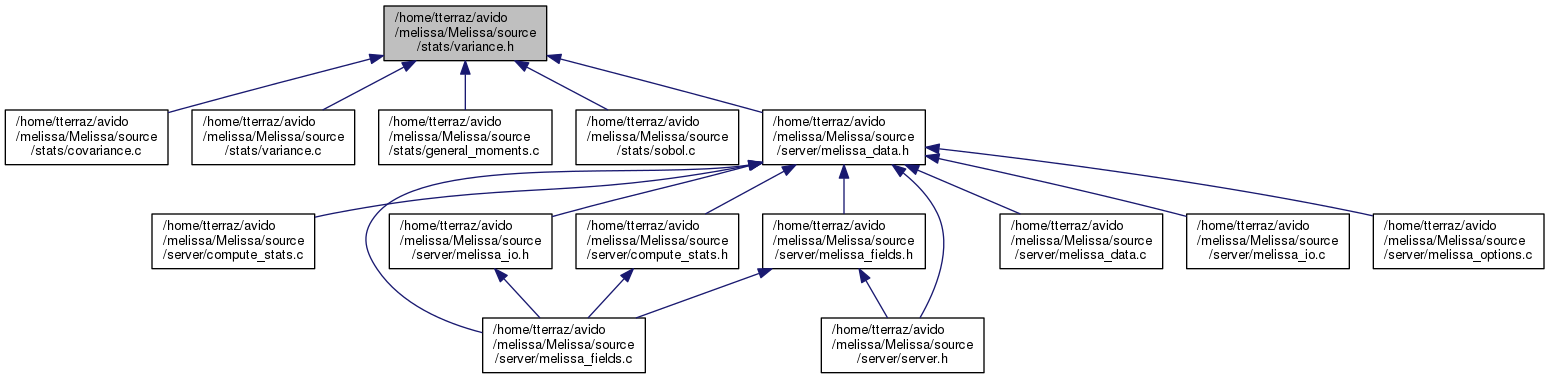 /home/tterraz/avido
/melissa/Melissa/source
/stats/variance.h
/home/tterraz/avido
/melissa/Melissa/source
/stats/covariance.c
/home/tterraz/avido
/melissa/Melissa/source
/stats/variance.c
/home/tterraz/avido
/melissa/Melissa/source
/stats/general_moments.c
/home/tterraz/avido
/melissa/Melissa/source
/stats/sobol.c
/home/tterraz/avido
/melissa/Melissa/source
/server/melissa_data.h
/home/tterraz/avido
/melissa/Melissa/source
/server/compute_stats.c
/home/tterraz/avido
/melissa/Melissa/source
/server/melissa_io.h
/home/tterraz/avido
/melissa/Melissa/source
/server/compute_stats.h
/home/tterraz/avido
/melissa/Melissa/source
/server/melissa_fields.h
/home/tterraz/avido
/melissa/Melissa/source
/server/melissa_data.c
/home/tterraz/avido
/melissa/Melissa/source
/server/melissa_io.c
/home/tterraz/avido
/melissa/Melissa/source
/server/melissa_options.c
/home/tterraz/avido
/melissa/Melissa/source
/server/melissa_fields.c
/home/tterraz/avido
/melissa/Melissa/source
/server/server.h